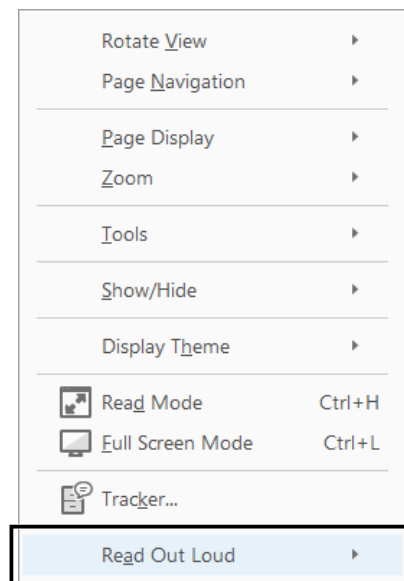 Rotate View
Page Navigation
Page Display
Zoom
Tools
Show/Hide
Display Theme
Read Mode Ctrl+H
Full Screen Mode Ctrl+L
Tracker...
Read Out Loud